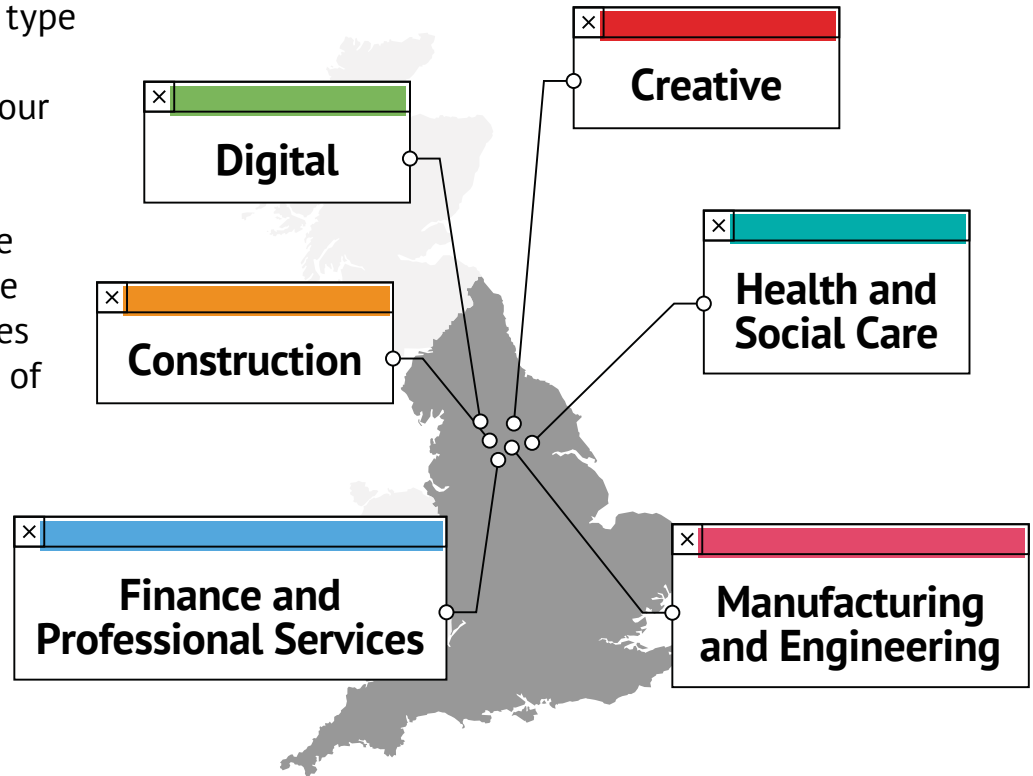 type
our
e
e
es
of
Creative
Digital
Health and
Social Care
Construction
Finance and
Professional Services
Manufacturing
and Engineering